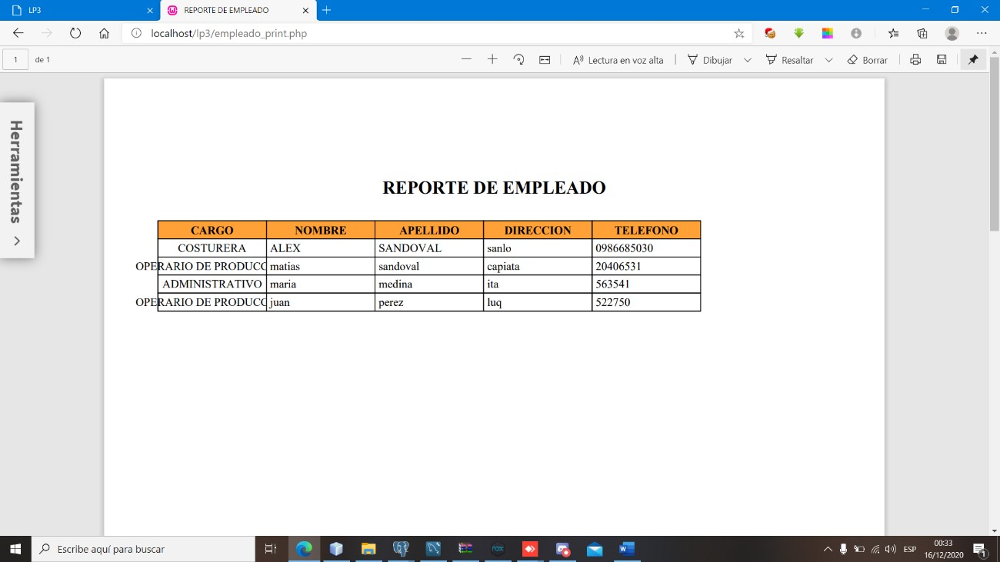 LP3
REPORTE DE EMPLEADO
localhost/lp3/empleado_print.php
1 de 1
Lectura en voz alta
Dibujar
Resaltar
Borrar
Herramientas
REPORTE DE EMPLEADO
CARGO NOMBRE APELLIDO DIRECCION TELEFONO
COSTURERA ALEX SANDOVAL sanlo 0986685030
OPERARIO DE PRODUCC matias sandoval capiata 20406531
ADMINISTRATIVO maria medina ita 563541
OPERARIO DE PRODUCC juan perez luq 522750
Escribe aquí para buscar
nox
W
ESP
00:33
16/12/2020
1